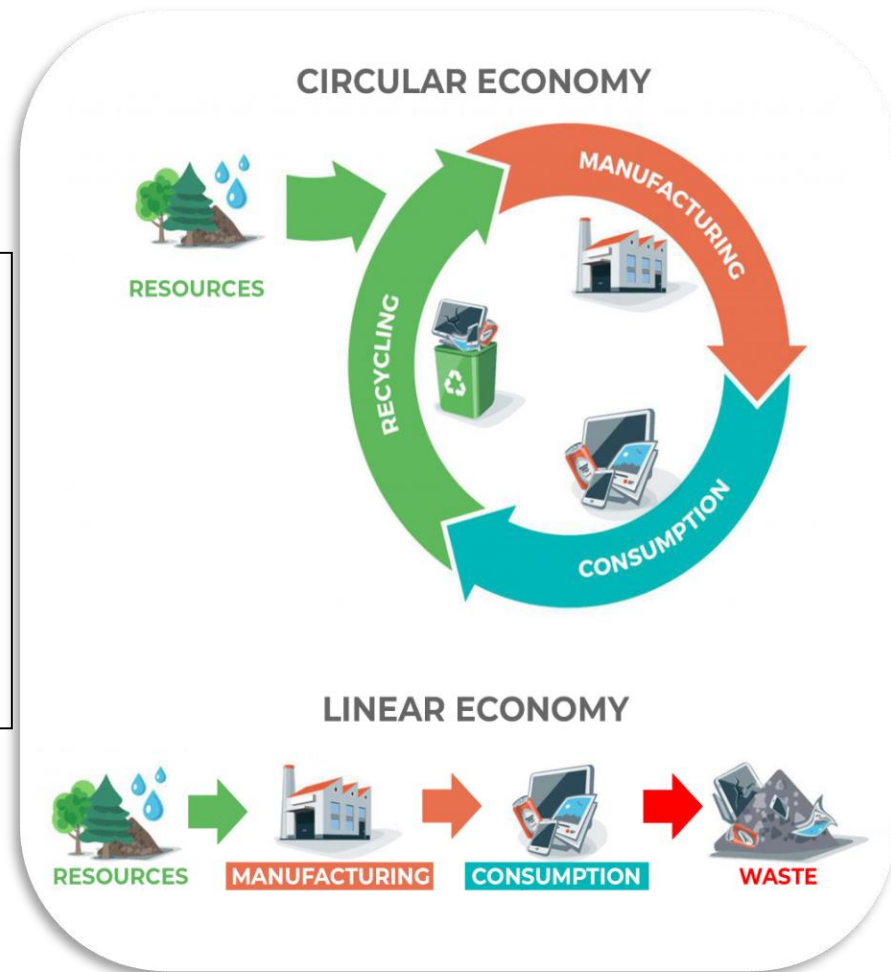 CIRCULAR ECONOMY
RESOURCES
MANUFACTURING
RECYCLING
CONSUMPTION
LINEAR ECONOMY
RESOURCES
MANUFACTURING
CONSUMPTION
WASTE